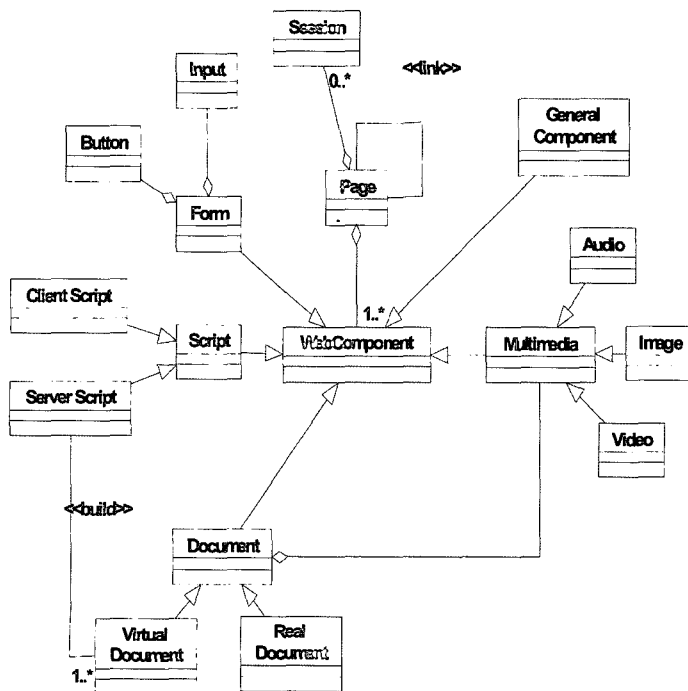 Session
<<link>>
Input
0..*
General
Component
Button
Page
Form
Audio
Client Script
1..*
Script
WebComponent
Multimedia
Image
Server Script
Video
<<build>>
Document
Virtual
Document
Real
Document
1..*